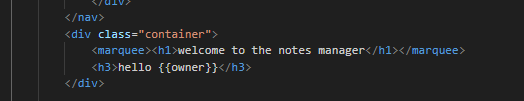 </div>
</nav>
<div class="container">
<marquee><h1>welcome to the notes manager</h1></marquee>
<h3>hello {{owner}}</h3>
</div>